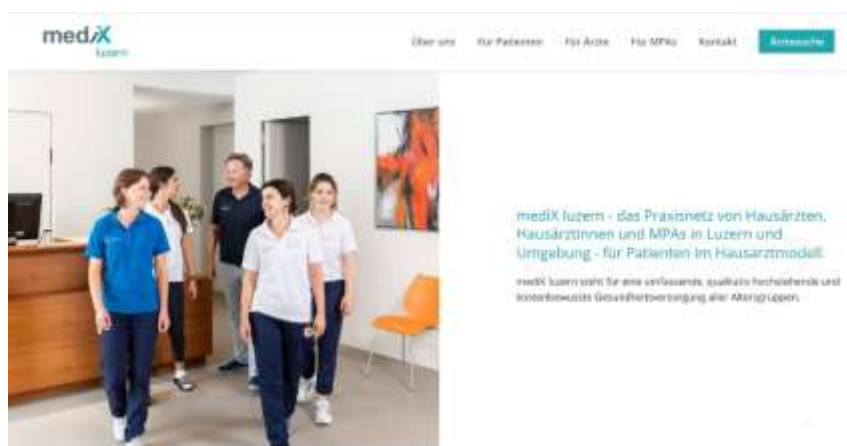 mediX
luzern
Über uns
Für Patienten
Für Ärzte
Für MPAs
Kontakt
Ärztesuche
mediX luzern - das Praxisnetz von Hausärzten,
Hausärztinnen und MPAs in Luzern und
Umgebung - für Patienten im Hausarztmodell.
mediX luzern steht für eine umfassende, qualitativ hochstehende und
kostenbewusste Gesundheitsversorgung aller Altersgruppen.